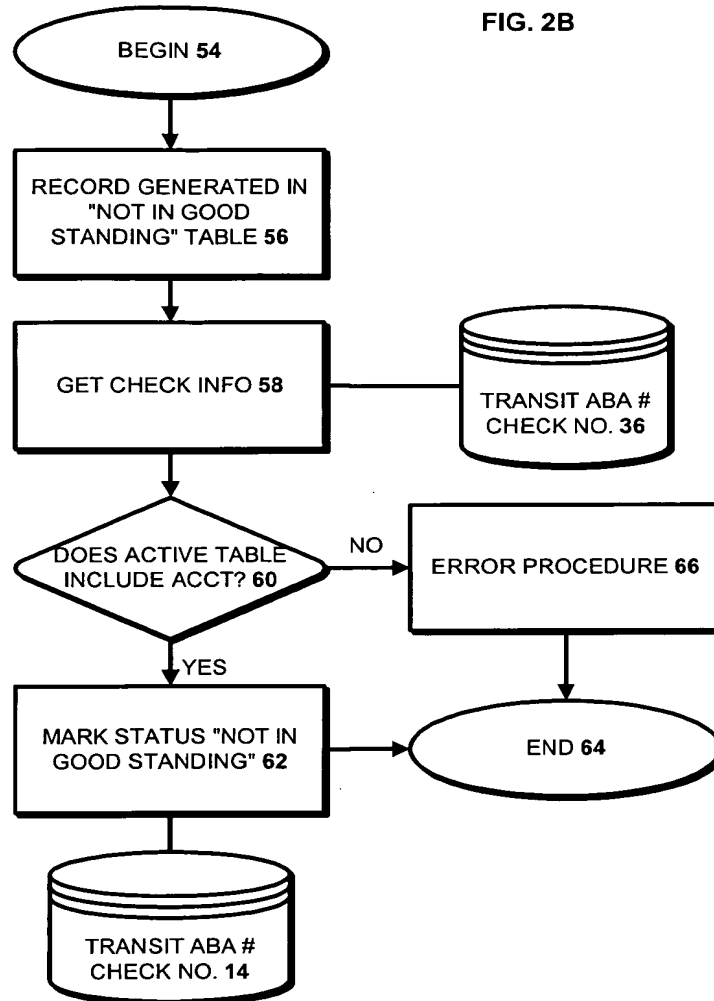 FIG. 2B
BEGIN 54
RECORD GENERATED IN
"NOT IN GOOD
STANDING" TABLE 56
GET CHECK INFO 58
TRANSIT ABA #
CHECK NO. 36
DOES ACTIVE TABLE
INCLUDE ACCT? 60
NO
ERROR PROCEDURE 66
YES
MARK STATUS "NOT IN
GOOD STANDING" 62
END 64
TRANSIT ABA #
CHECK NO. 14